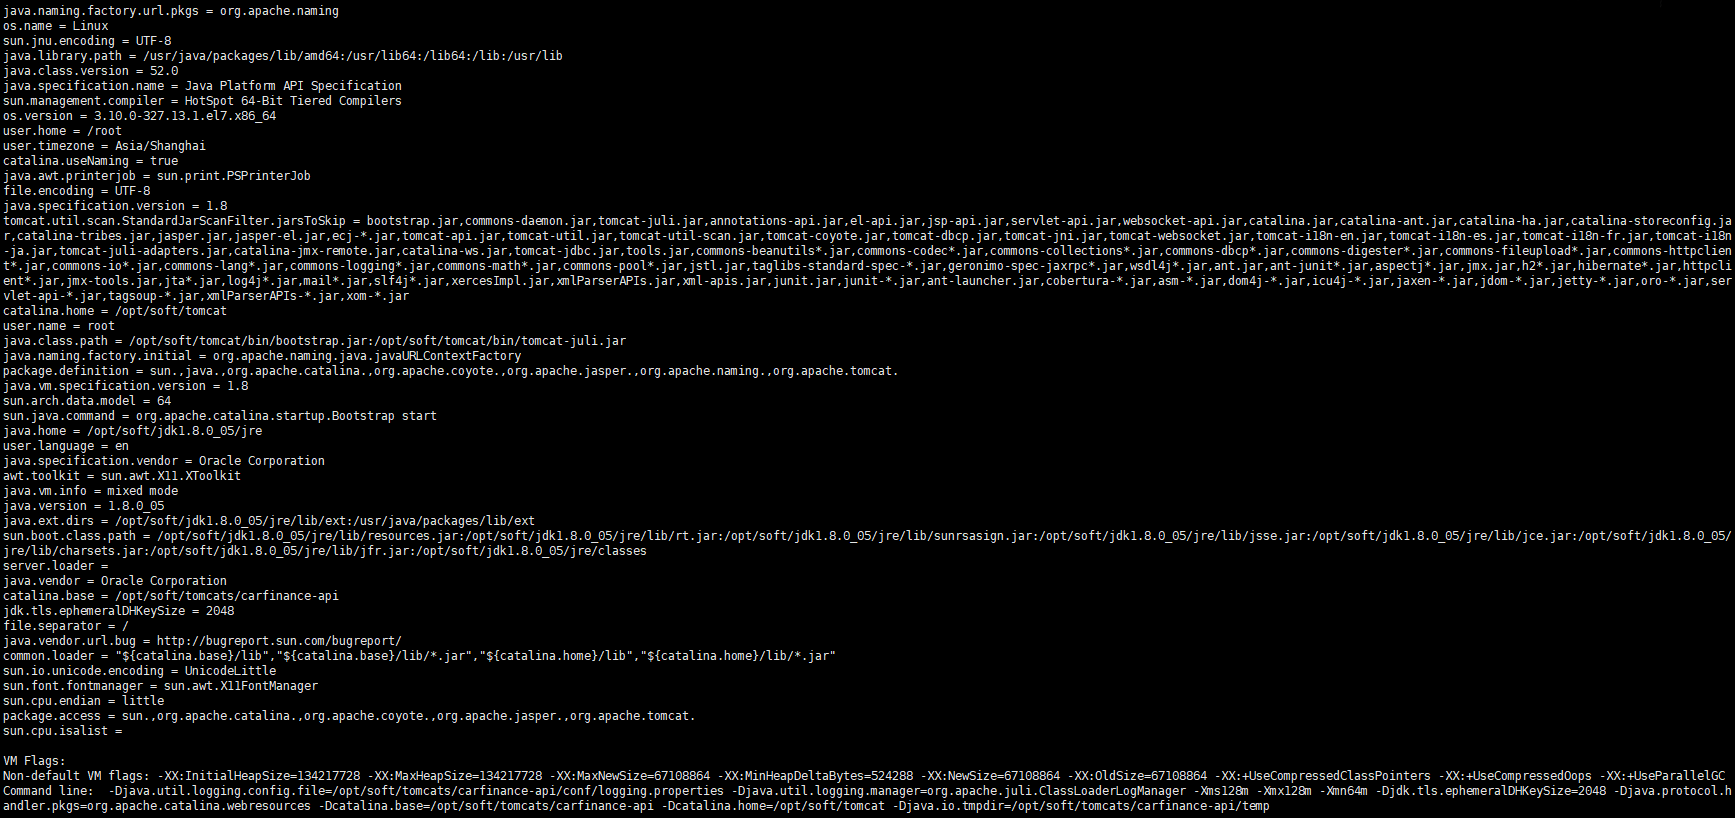 java.naming.factory.url.pkgs = org.apache.naming
os.name = Linux
sun.jnu.encoding = UTF-8
java.library.path = /usr/java/packages/lib/amd64:/usr/lib64:/lib64:/lib:/usr/lib
java.class.version = 52.0
java.specification.name = Java Platform API Specification
sun.management.compiler = HotSpot 64-Bit Tiered Compilers
os.version = 3.10.0-327.13.1.el7.x86_64
user.home = /root
user.timezone = Asia/Shanghai
catalina.useNaming = true
java.awt.printerjob = sun.print.PSPrinterJob
file.encoding = UTF-8
java.specification.version = 1.8
tomcat.util.scan.StandardJarScanFilter.jarsToSkip = bootstrap.jar,commons-daemon.jar,tomcat-juli.jar,annotations-api.jar,el-api.jar,jsp-api.jar,servlet-api.jar,websocket-api.jar,catalina.jar,catalina-ant.jar,catalina-ha.jar,catalina-storeconfig.ja
r,catalina-tribes.jar,jasper.jar,jasper-el.jar,ecj-*.jar,tomcat-api.jar,tomcat-util.jar,tomcat-util-scan.jar,tomcat-coyote.jar,tomcat-dbcp.jar,tomcat-jni.jar,tomcat-websocket.jar,tomcat-i18n-en.jar,tomcat-i18n-es.jar,tomcat-i18n-fr.jar,tomcat-i18n
-ja.jar,tomcat-juli-adapters.jar,catalina-jmx-remote.jar,catalina-ws.jar,tomcat-jdbc.jar,tools.jar,commons-beanutils*.jar,commons-codec*.jar,commons-collections*.jar,commons-dbcp*.jar,commons-digester*.jar,commons-fileupload*.jar,commons-httpclien
t*.jar,commons-io*.jar,commons-lang*.jar,commons-logging*.jar,commons-math*.jar,commons-pool*.jar,jstl.jar,taglibs-standard-spec-*.jar,geronimo-spec-jaxrpc*.jar,wsdl4j*.jar,ant.jar,ant-junit*.jar,aspectj*.jar,jmx.jar,h2*.jar,hibernate*.jar,httpcli
ent*.jar,jmx-tools.jar,jta*.jar,log4j*.jar,mail*.jar,slf4j*.jar,xercesImpl.jar,xmlParserAPIs.jar,xml-apis.jar,junit.jar,junit-*.jar,ant-launcher.jar,cobertura-*.jar,asm-*.jar,dom4j-*.jar,icu4j-*.jar,jaxen-*.jar,jdom-*.jar,jetty-*.jar,oro-*.jar,ser
vlet-api-*.jar,tagsoup-*.jar,xmlParserAPIs-*.jar,xom-*.jar
catalina.home = /opt/soft/tomcat
user.name = root
java.class.path = /opt/soft/tomcat/bin/bootstrap.jar:/opt/soft/tomcat/bin/tomcat-juli.jar
java.naming.factory.initial = org.apache.naming.java.javaURLContextFactory
package.definition = sun.,java.,org.apache.catalina.,org.apache.coyote.,org.apache.jasper.,org.apache.naming.,org.apache.tomcat.
java.vm.specification.version = 1.8
sun.arch.data.model = 64
sun.java.command = org.apache.catalina.startup.Bootstrap start
java.home = /opt/soft/jdk1.8.0_05/jre
user.language = en
java.specification.vendor = Oracle Corporation
awt.toolkit = sun.awt.X11.XToolkit
java.vm.info = mixed mode
java.version = 1.8.0_05
java.ext.dirs = /opt/soft/jdk1.8.0_05/jre/lib/ext:/usr/java/packages/lib/ext
sun.boot.class.path = /opt/soft/jdk1.8.0_05/jre/lib/resources.jar:/opt/soft/jdk1.8.0_05/jre/lib/rt.jar:/opt/soft/jdk1.8.0_05/jre/lib/sunrsasign.jar:/opt/soft/jdk1.8.0_05/jre/lib/jsse.jar:/opt/soft/jdk1.8.0_05/jre/lib/jce.jar:/opt/soft/jdk1.8.0_05/
jre/lib/charsets.jar:/opt/soft/jdk1.8.0_05/jre/lib/jfr.jar:/opt/soft/jdk1.8.0_05/jre/classes
server.loader =
java.vendor = Oracle Corporation
catalina.base = /opt/soft/tomcats/carfinance-api
jdk.tls.ephemeralDHKeySize = 2048
file.separator = /
java.vendor.url.bug = http://bugreport.sun.com/bugreport/
common.loader = "${catalina.base}/lib","${catalina.base}/lib/*.jar","${catalina.home}/lib","${catalina.home}/lib/*.jar"
sun.io.unicode.encoding = UnicodeLittle
sun.font.fontmanager = sun.awt.X11FontManager
sun.cpu.endian = little
package.access = sun.,org.apache.catalina.,org.apache.coyote.,org.apache.jasper.,org.apache.tomcat.
sun.cpu.isalist =
VM Flags:
Non-default VM flags: -XX:InitialHeapSize=134217728 -XX:MaxHeapSize=134217728 -XX:MaxNewSize=67108864 -XX:MinHeapDeltaBytes=524288 -XX:NewSize=67108864 -XX:OldSize=67108864 -XX:+UseCompressedClassPointers -XX:+UseCompressedOops -XX:+UseParallelGC
Command line:  -Djava.util.logging.config.file=/opt/soft/tomcats/carfinance-api/conf/logging.properties -Djava.util.logging.manager=org.apache.juli.ClassLoaderLogManager -Xms128m -Xmx128m -Xmn64m -Djdk.tls.ephemeralDHKeySize=2048 -Djava.protocol.h
andler.pkgs=org.apache.catalina.webresources -Dcatalina.base=/opt/soft/tomcats/carfinance-api -Dcatalina.home=/opt/soft/tomcat -Djava.io.tmpdir=/opt/soft/tomcats/carfinance-api/temp